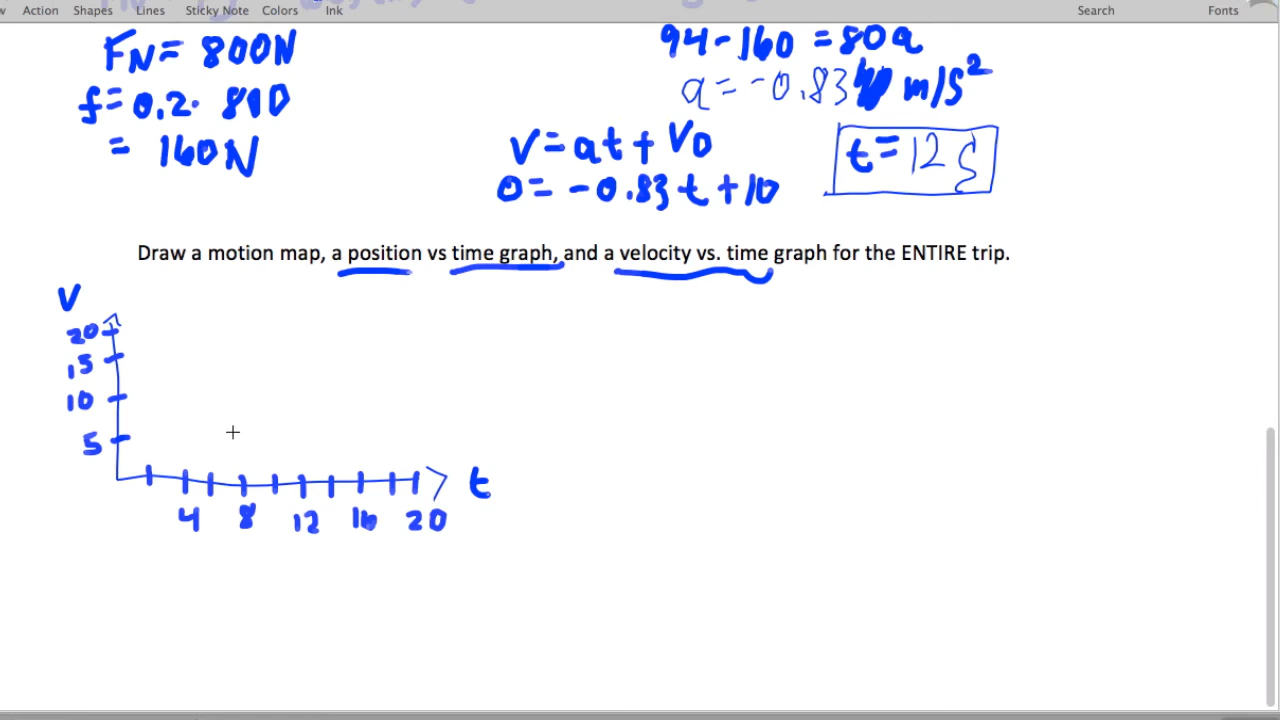 Action Shapes Lines Sticky Note Colors Ink Search Fonts
FN = 800N
f = 0.2 · 800
= 160N
94 - 160 = 80a
a = -0.83 m/s²
V = at + V0
0 = -0.83t + 10
t = 12 s
Draw a motion map, a position vs time graph, and a velocity vs. time graph for the ENTIRE trip.
V
20
15
10
5
t
4 8 12 16 20